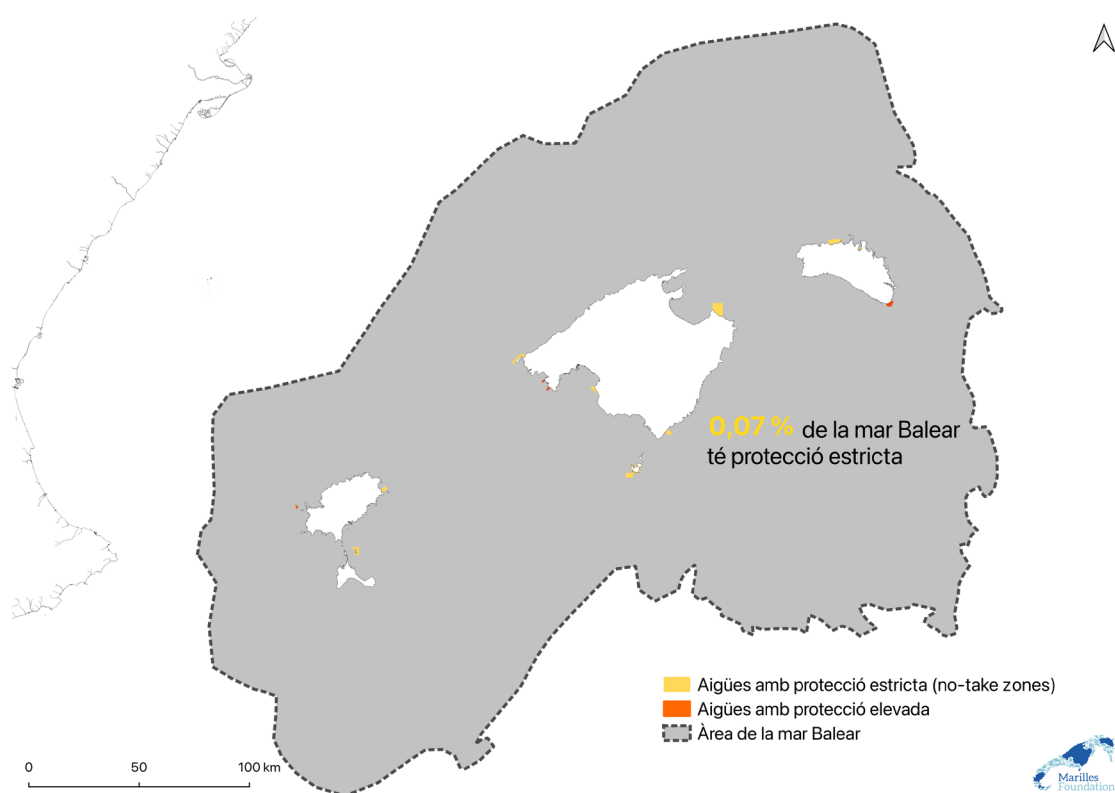 0,07 % de la mar Balear
té protecció estricta
Aigües amb protecció estricta (no-take zones)
Aigües amb protecció elevada
Àrea de la mar Balear
0 50 100 km
Marilles
Foundation